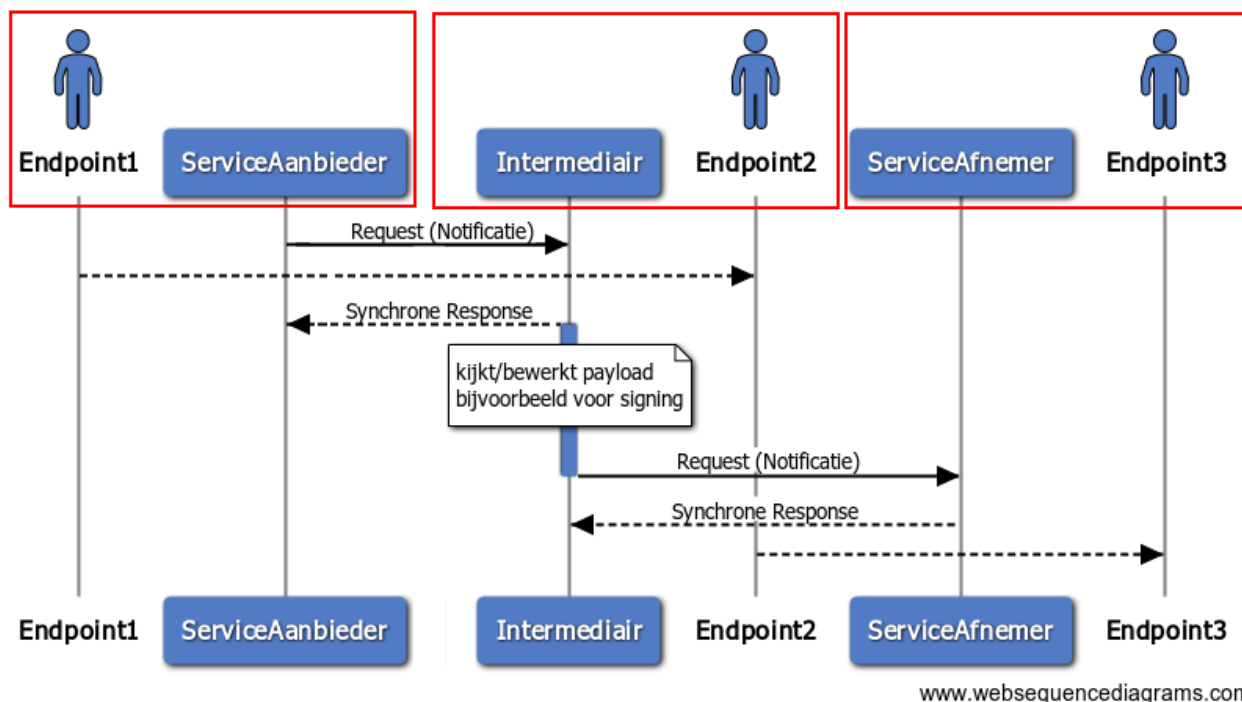 Endpoint1
ServiceAanbieder
Intermediair
Endpoint2
ServiceAfnemer
Endpoint3
Request (Notificatie)
Synchrone Response
kijkt/bewerkt payload
bijvoorbeeld voor signing
Request (Notificatie)
Synchrone Response
Endpoint1
ServiceAanbieder
Intermediair
Endpoint2
ServiceAfnemer
Endpoint3
www.websequencediagrams.com